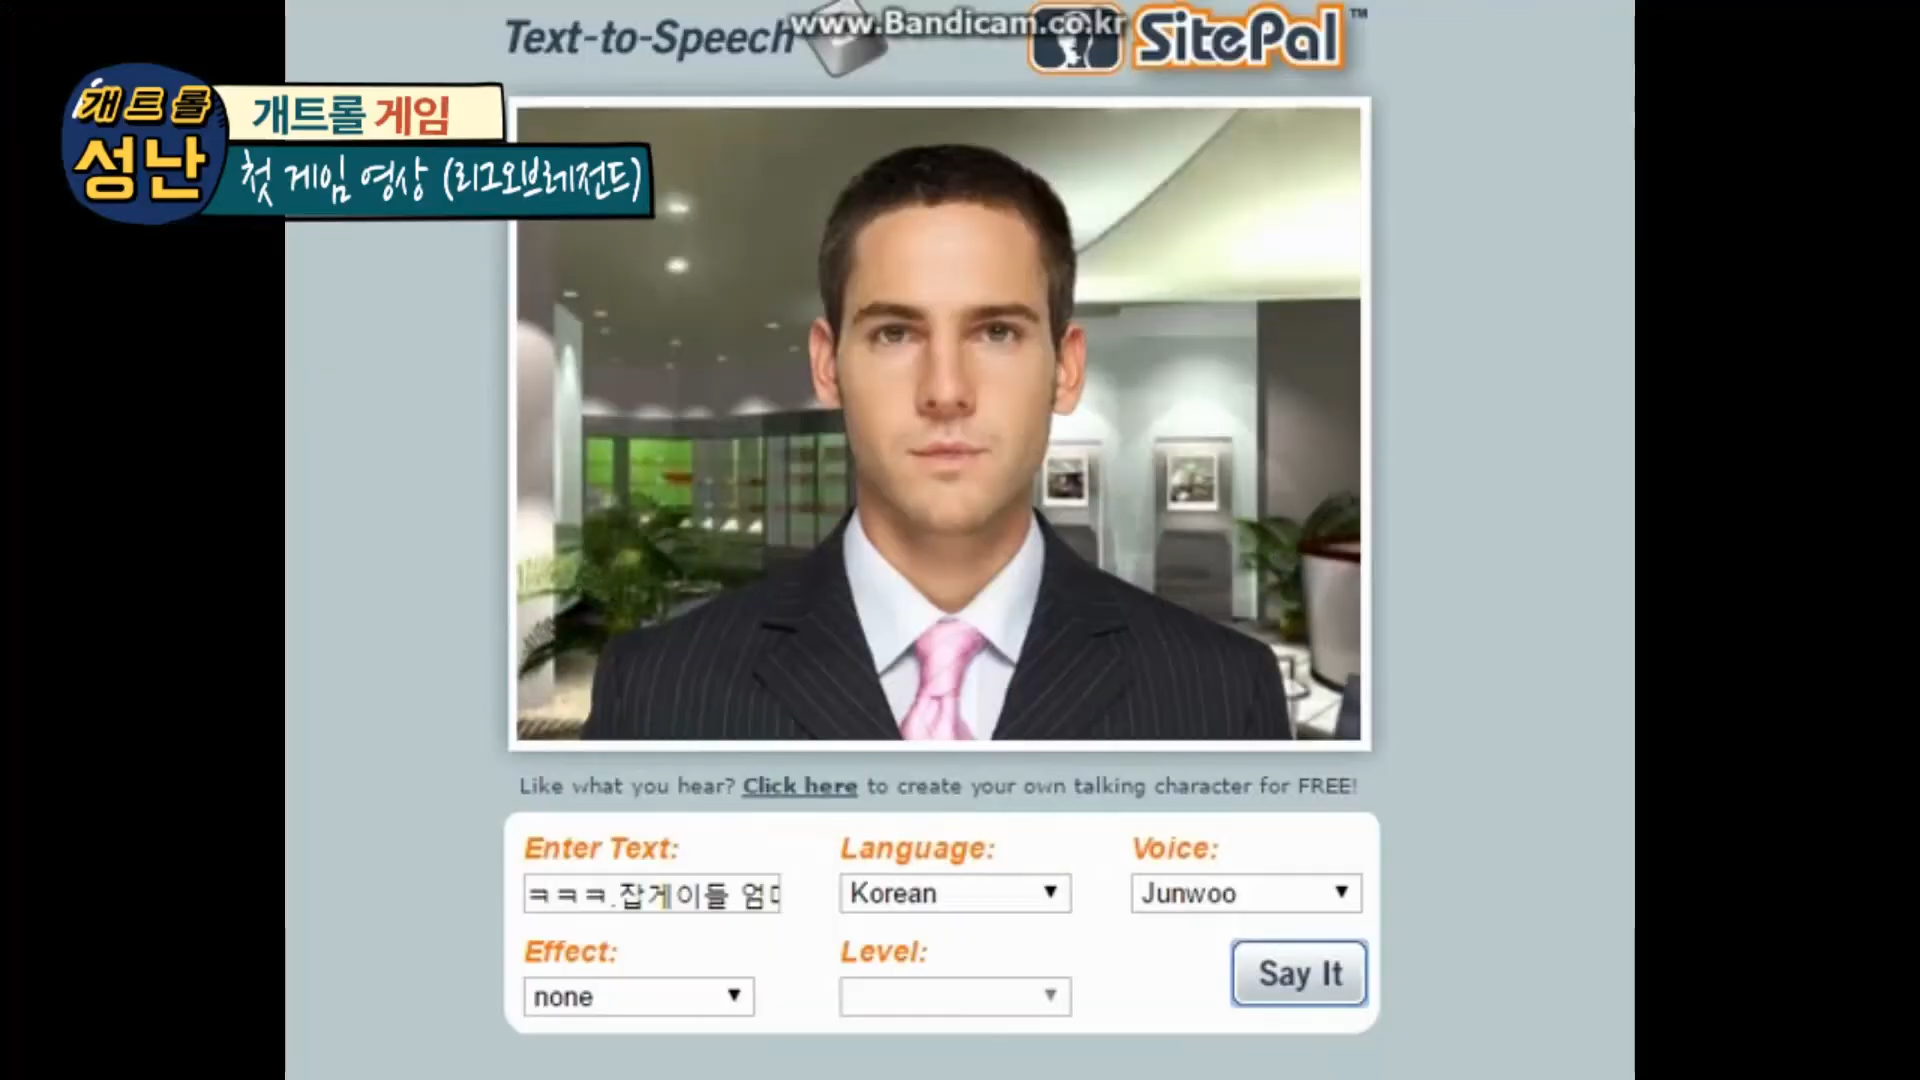 Text-to-Speech
www.Bandicam.co.kr
SitePal™
개트롤
성난
개트롤 게임
첫 게임 영상 (리그오브레전드)
Like what you hear? Click here to create your own talking character for FREE!
Enter Text:
Language:
Voice:
ㅋㅋㅋ.잡게이들
Korean
Junwoo
Effect:
Level:
none
Say It